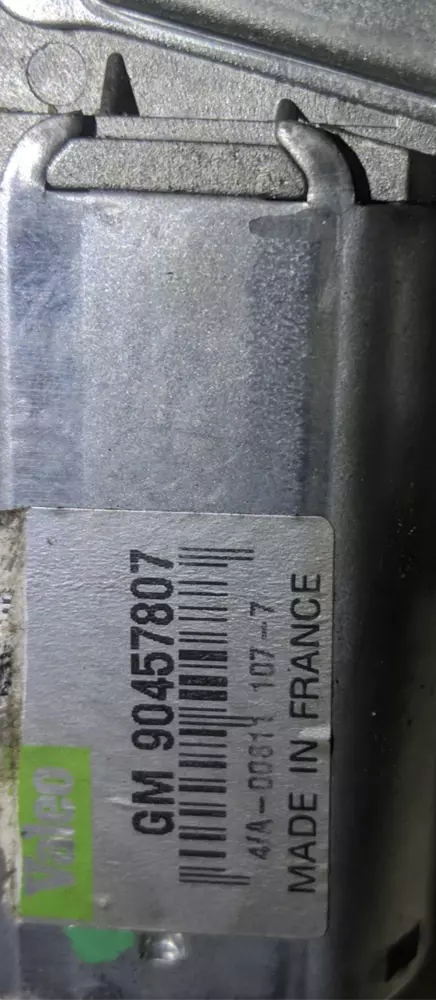 Valeo
GM 90457807
4/A-00811 107-7
MADE IN FRANCE